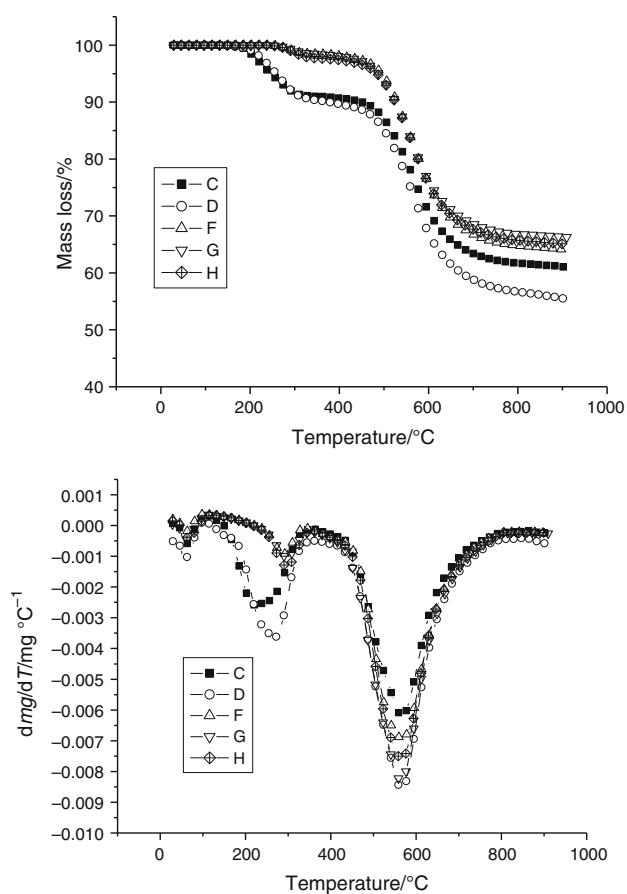 100
90
80
70
60
50
40
Mass loss/%
C
D
F
G
H
0 200 400 600 800 1000
Temperature/°C
0.001
0.000
−0.001
−0.002
−0.003
−0.004
−0.005
−0.006
−0.007
−0.008
−0.009
−0.010
dmg/dT/mg °C⁻¹
C
D
F
G
H
0 200 400 600 800 1000
Temperature/°C